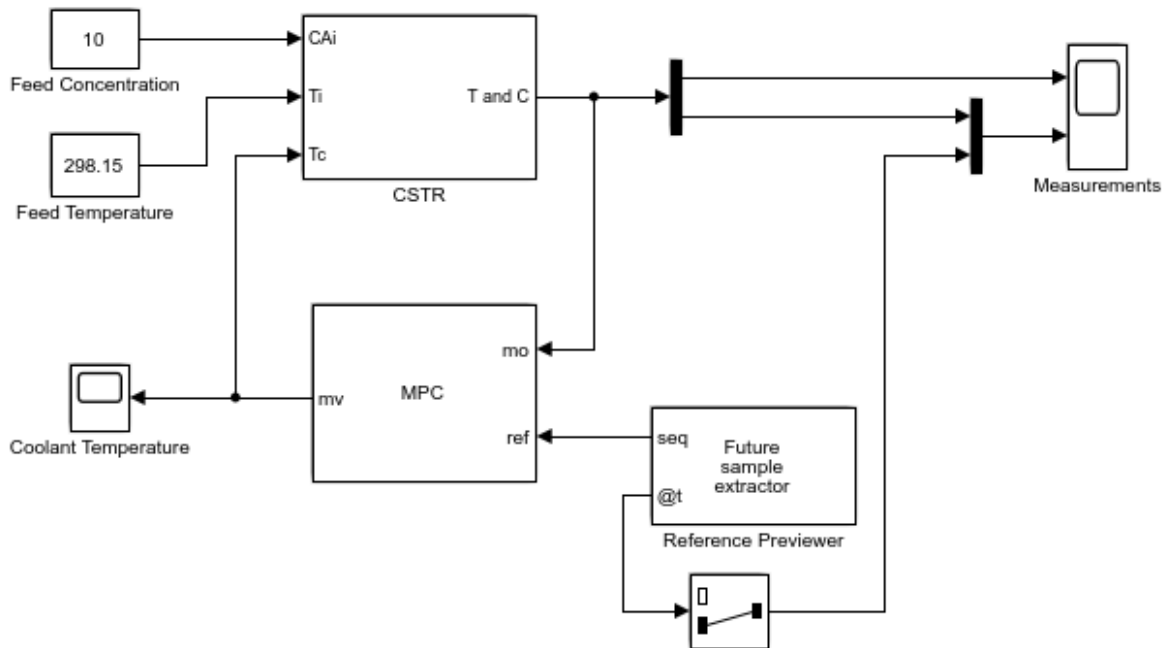 10
Feed Concentration
298.15
Feed Temperature
CAi
Ti
Tc
T and C
CSTR
Measurements
Coolant Temperature
mv
MPC
mo
ref
seq
@t
Future
sample
extractor
Reference Previewer